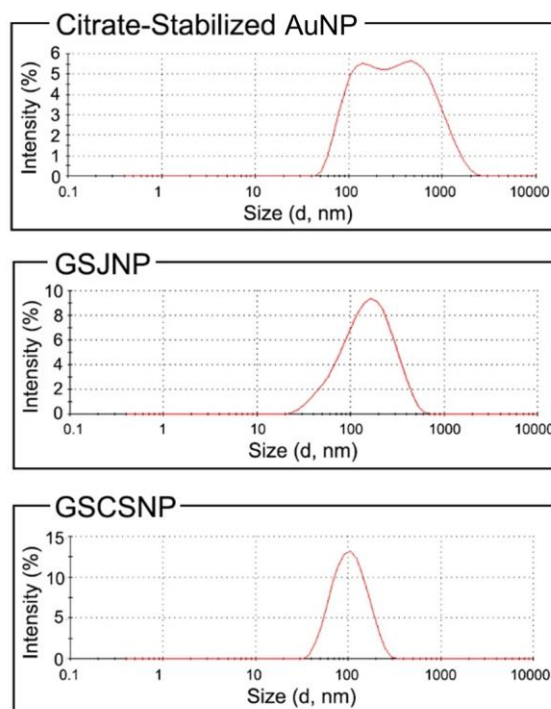 Citrate-Stabilized AuNP
Intensity (%)
6
5
4
3
2
1
0
0.1 1 10 100 1000 10000
Size (d, nm)
GSJNP
Intensity (%)
10
8
6
4
2
0
0.1 1 10 100 1000 10000
Size (d, nm)
GSCSNP
Intensity (%)
15
10
5
0
0.1 1 10 100 1000 10000
Size (d, nm)